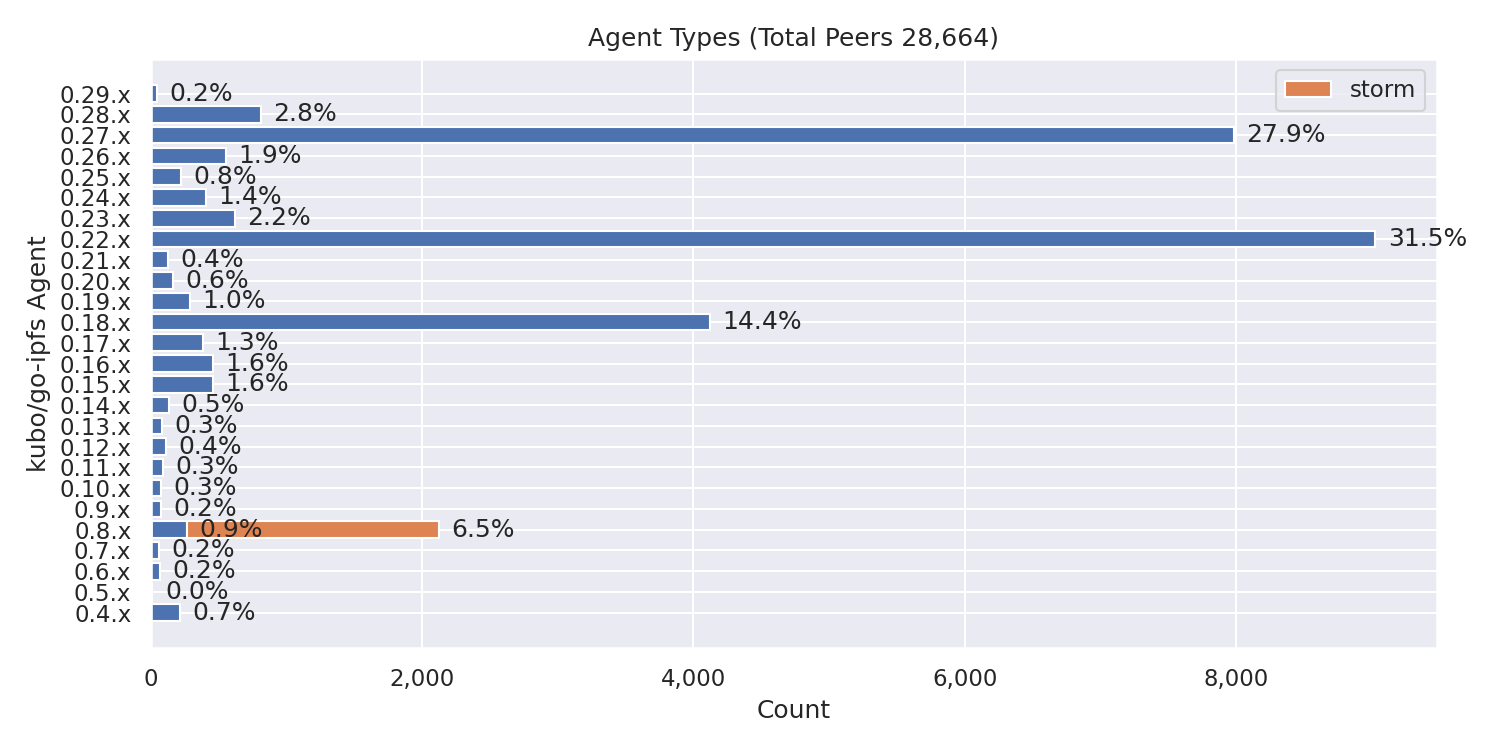 Agent Types (Total Peers 28,664)
storm
kubo/go-ipfs Agent
0.29.x 0.2%
0.28.x 2.8%
0.27.x 27.9%
0.26.x 1.9%
0.25.x 0.8%
0.24.x 1.4%
0.23.x 2.2%
0.22.x 31.5%
0.21.x 0.4%
0.20.x 0.6%
0.19.x 1.0%
0.18.x 14.4%
0.17.x 1.3%
0.16.x 1.6%
0.15.x 1.6%
0.14.x 0.5%
0.13.x 0.3%
0.12.x 0.4%
0.11.x 0.3%
0.10.x 0.3%
0.9.x 0.2%
0.8.x 0.9% 6.5%
0.7.x 0.2%
0.6.x 0.2%
0.5.x 0.0%
0.4.x 0.7%
0 2,000 4,000 6,000 8,000
Count